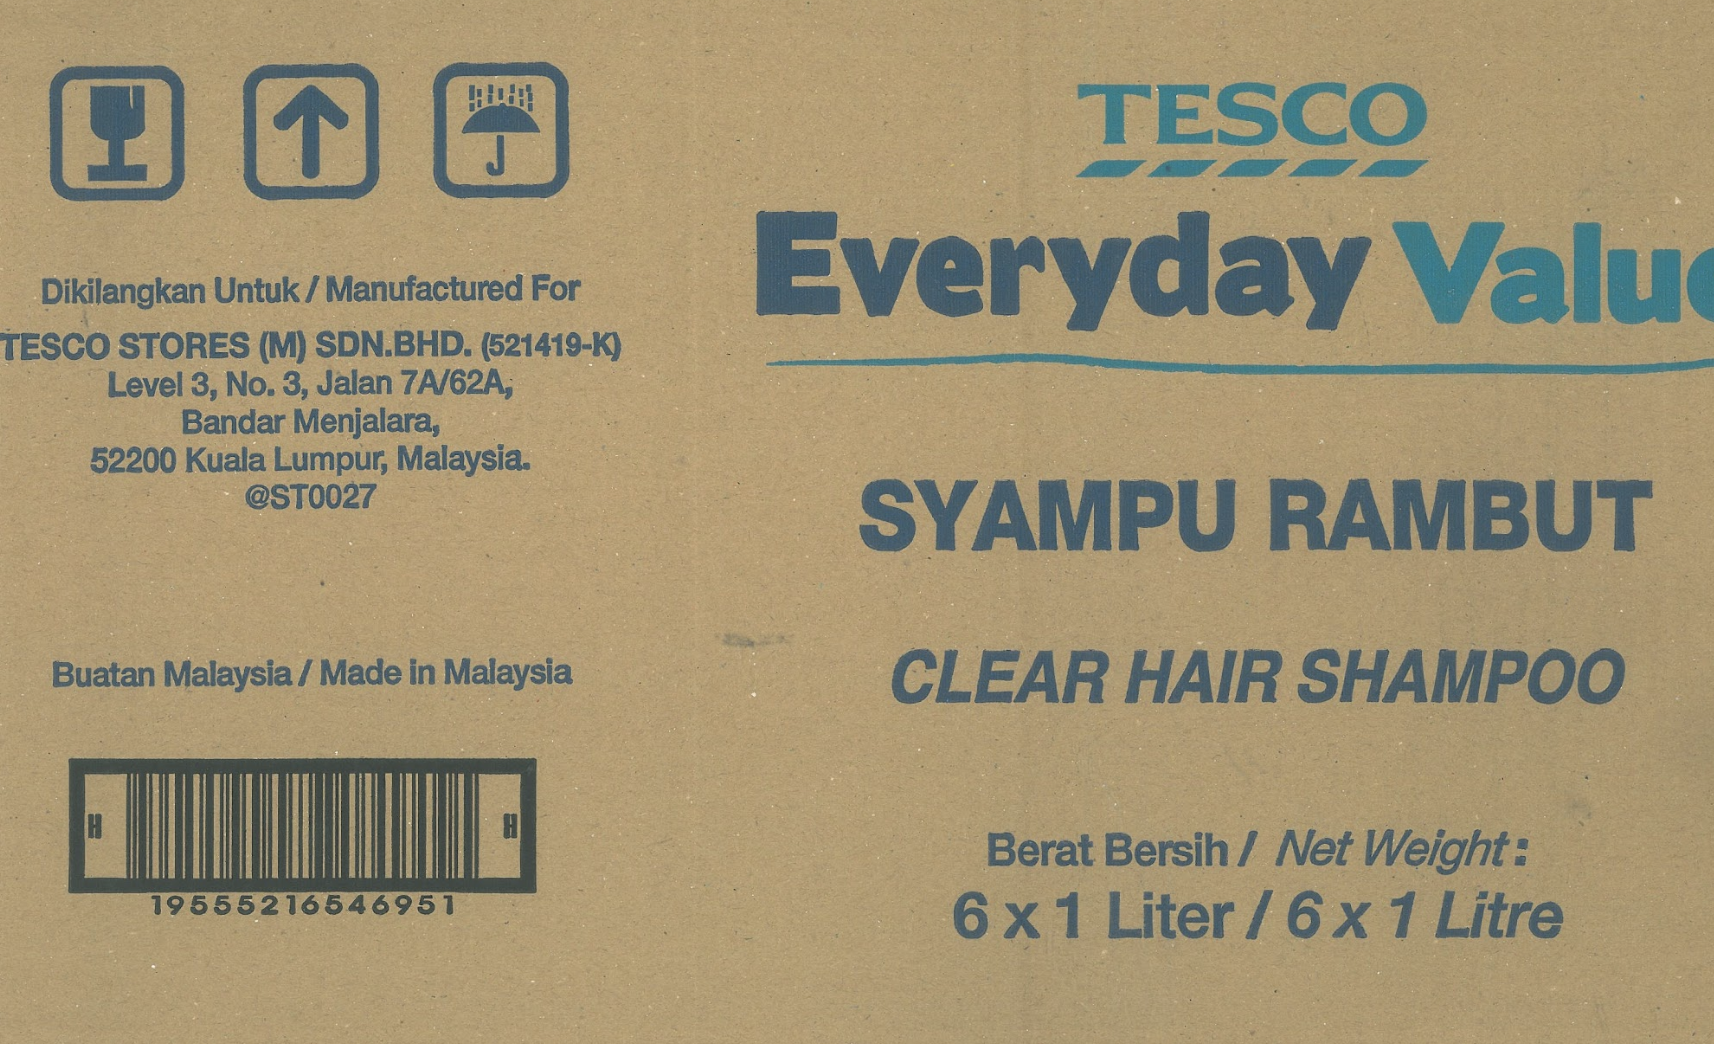 Dikilangkan Untuk / Manufactured For
TESCO STORES (M) SDN.BHD. (521419-K)
Level 3, No. 3, Jalan 7A/62A,
Bandar Menjalara,
52200 Kuala Lumpur, Malaysia.
@ST0027
Buatan Malaysia / Made in Malaysia
H H
19555216546951
TESCO
Everyday Value
SYAMPU RAMBUT
CLEAR HAIR SHAMPOO
Berat Bersih / Net Weight :
6 x 1 Liter / 6 x 1 Litre